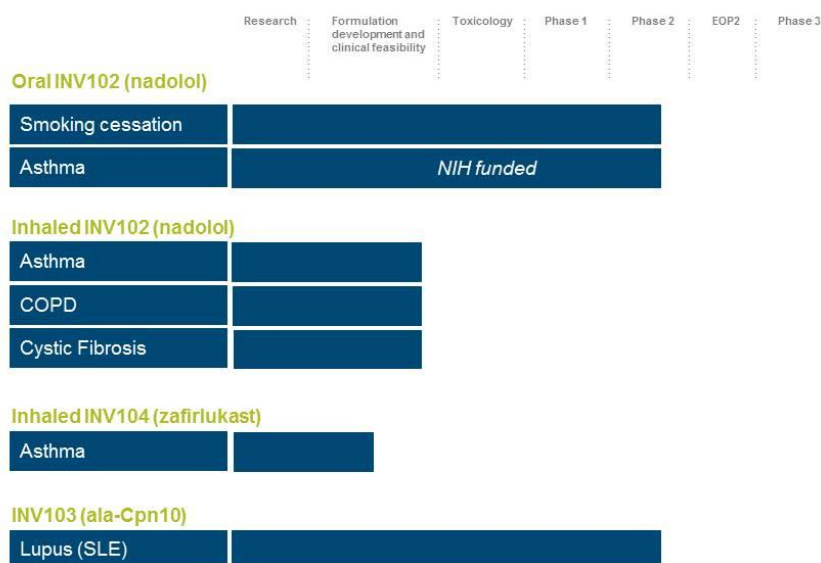 Research Formulation Toxicology Phase 1 Phase 2 EOP2 Phase 3
development and
clinical feasibility
Oral INV102 (nadolol)
Smoking cessation
Asthma NIH funded
Inhaled INV102 (nadolol)
Asthma
COPD
Cystic Fibrosis
Inhaled INV104 (zafirlukast)
Asthma
INV103 (ala-Cpn10)
Lupus (SLE)